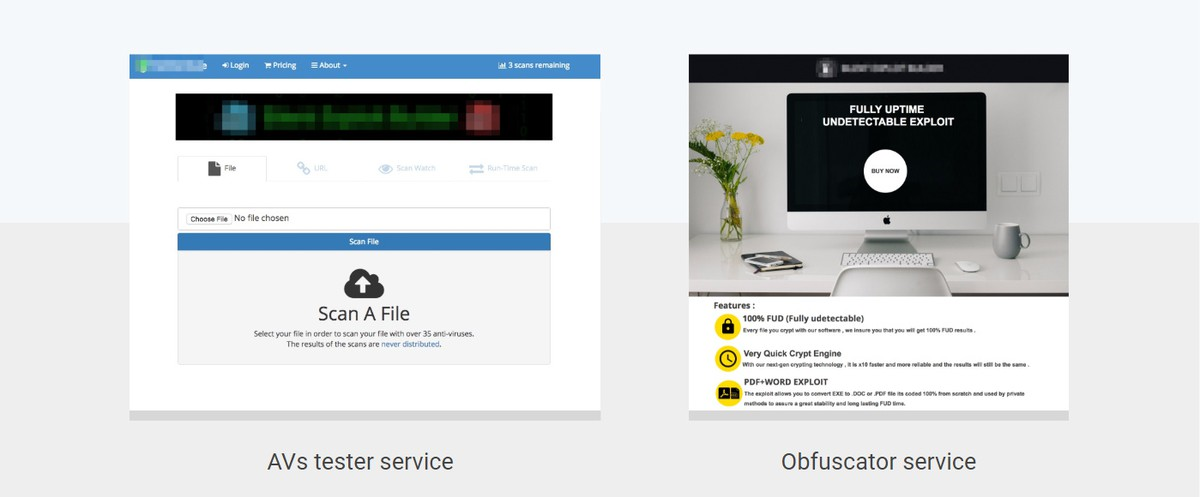 Login
Pricing
About
3 scans remaining
File
URL
Scan Watch
Run-Time Scan
Choose File No file chosen
Scan File
Scan A File
Select your file in order to scan your file with over 35 anti-viruses.
The results of the scans are never distributed.
AVs tester service
FULLY UPTIME
UNDETECTABLE EXPLOIT
BUY NOW
Features :
100% FUD (Fully udetectable)
Every file you crypt with our software , we insure you that you will get 100% FUD results .
Very Quick Crypt Engine
With our next-gen crypting technology , it is x10 faster and more reliable and the results will still be the same .
PDF+WORD EXPLOIT
The exploit allows you to convert EXE to .DOC or .PDF file its coded 100% from scratch and used by private
methods to assure a great stability and long lasting FUD time.
Obfuscator service